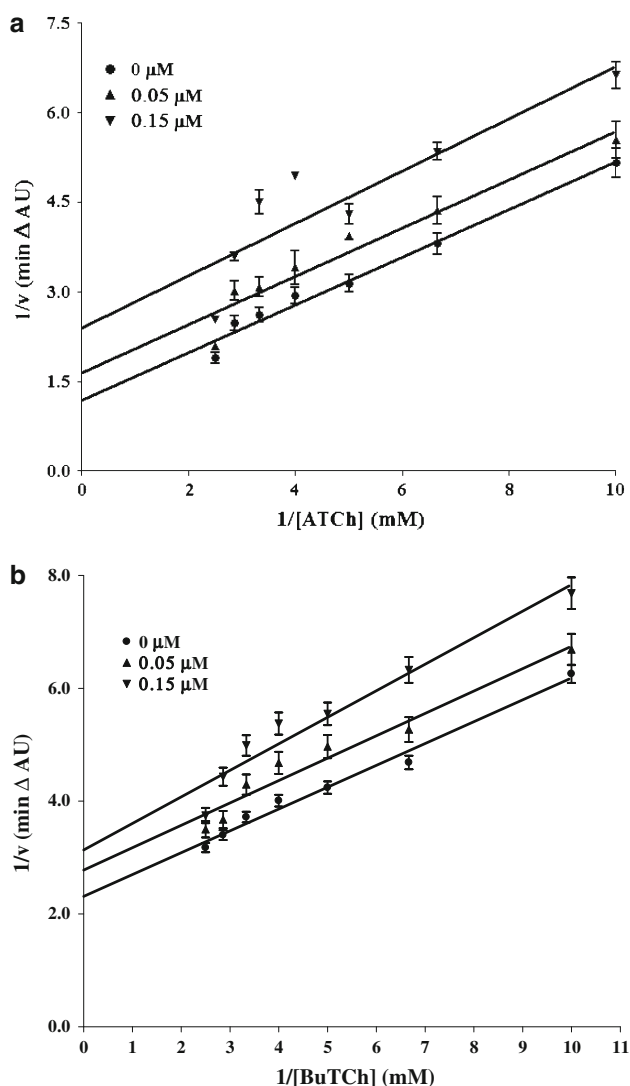 a
● 0 µM
▲ 0.05 µM
▼ 0.15 µM
1/v (min Δ AU)
6.0
4.5
3.0
1.5
0.0
0 2 4 6 8 10
1/[ATCh] (mM)
b
● 0 µM
▲ 0.05 µM
▼ 0.15 µM
1/v (min Δ AU)
8.0
6.0
4.0
2.0
0.0
0 1 2 3 4 5 6 7 8 9 10 11
1/[BuTCh] (mM)